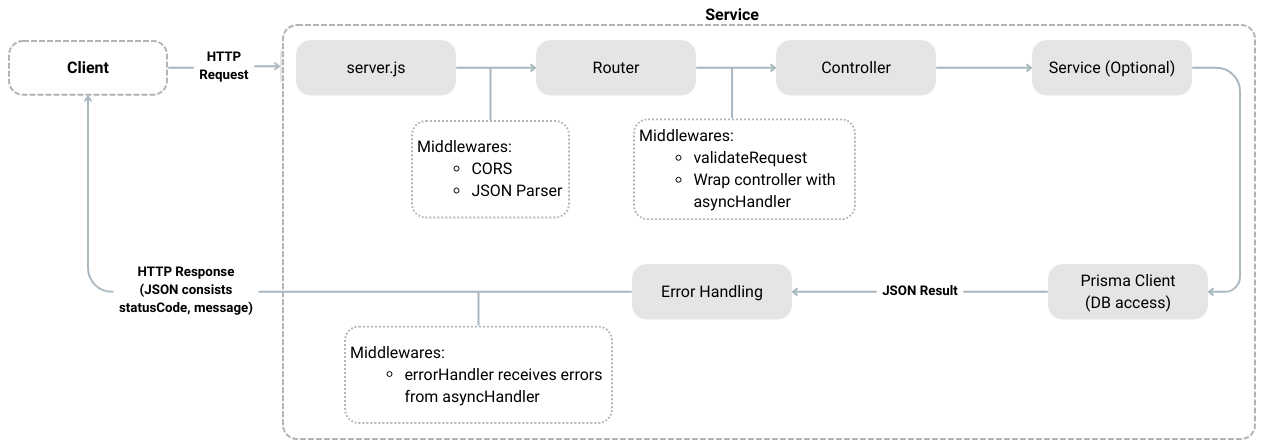 Service
Client
HTTP
Request
server.js
Router
Controller
Service (Optional)
Middlewares:
CORS
JSON Parser
Middlewares:
validateRequest
Wrap controller with
asyncHandler
HTTP Response
(JSON consists
statusCode, message)
Error Handling
JSON Result
Prisma Client
(DB access)
Middlewares:
errorHandler receives errors
from asyncHandler